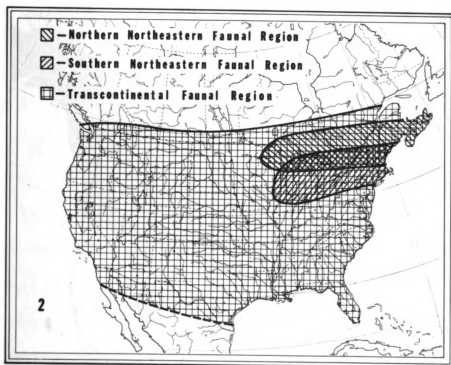 —Northern Northeastern Faunal Region
—Southern Northeastern Faunal Region
—Transcontinental Faunal Region
2